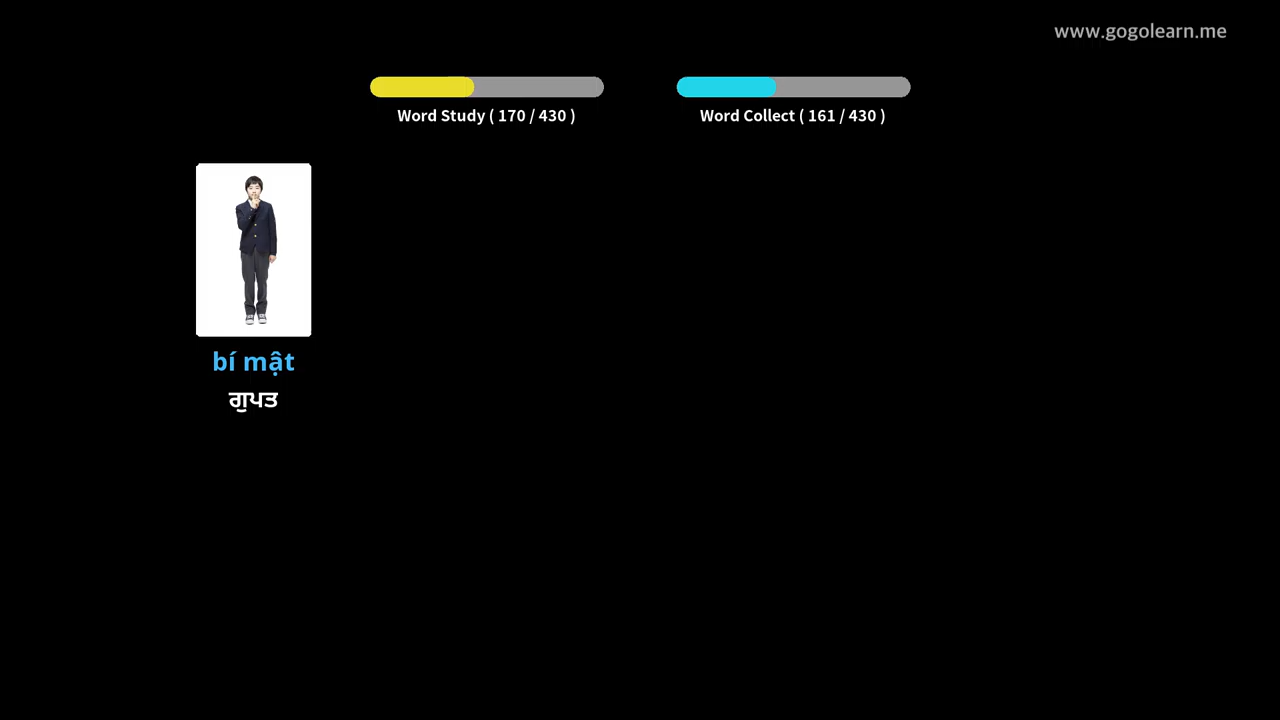 www.gogolearn.me
Word Study ( 170 / 430 )
Word Collect ( 161 / 430 )
bí mật
ਗੁਪਤ